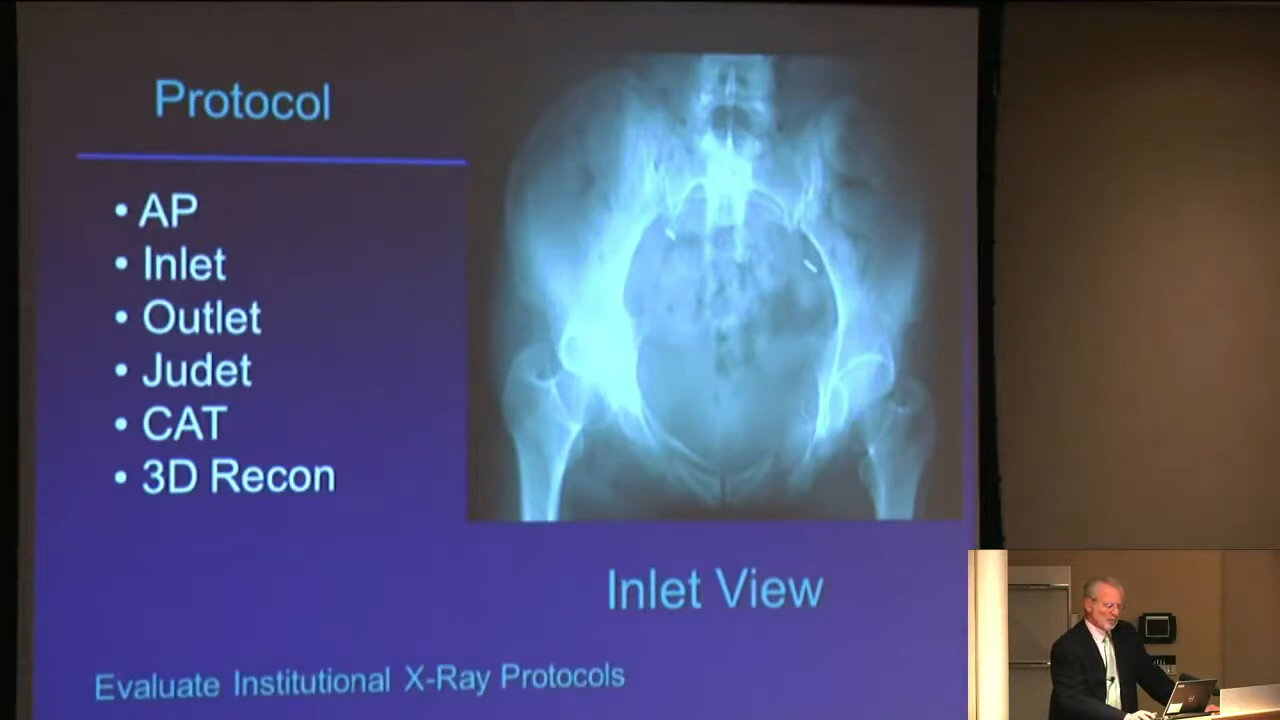 Protocol
• AP
• Inlet
• Outlet
• Judet
• CAT
• 3D Recon
Inlet View
Evaluate Institutional X-Ray Protocols